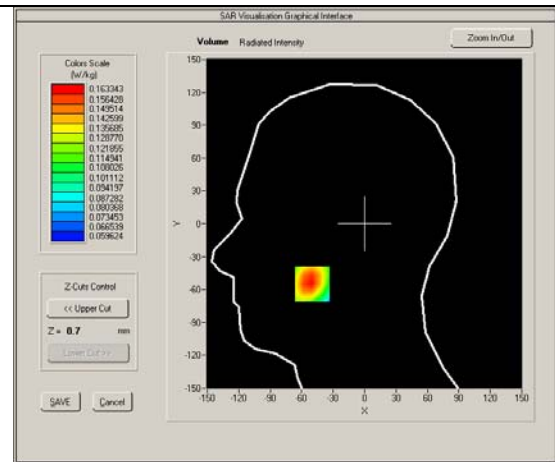 SAR Visualisation Graphical Interface
Volume Radiated Intensity
Zoom In/Out
Colors Scale
(W/kg)
0.163343
0.156428
0.149514
0.142599
0.135685
0.128770
0.121855
0.114941
0.108026
0.101112
0.094197
0.087282
0.080368
0.073453
0.066539
0.059624
Z-Cuts Control
<< Upper Cut
Z = 0.7 mm
Lower Cut >>
SAVE Cancel
150
120
90
60
30
0
-30
-60
-90
-120
-150
Y
-150 -120 -90 -60 -30 0 30 60 90 120 150
X